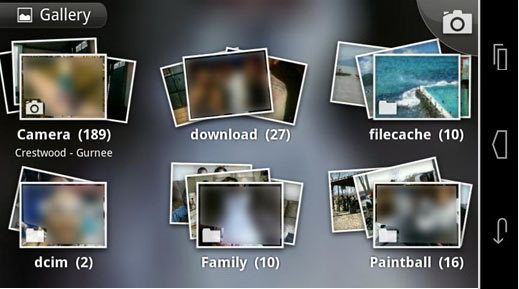 Gallery
Camera (189)
Crestwood - Gurnee
download (27)
filecache (10)
dcim (2)
Family (10)
Paintball (16)